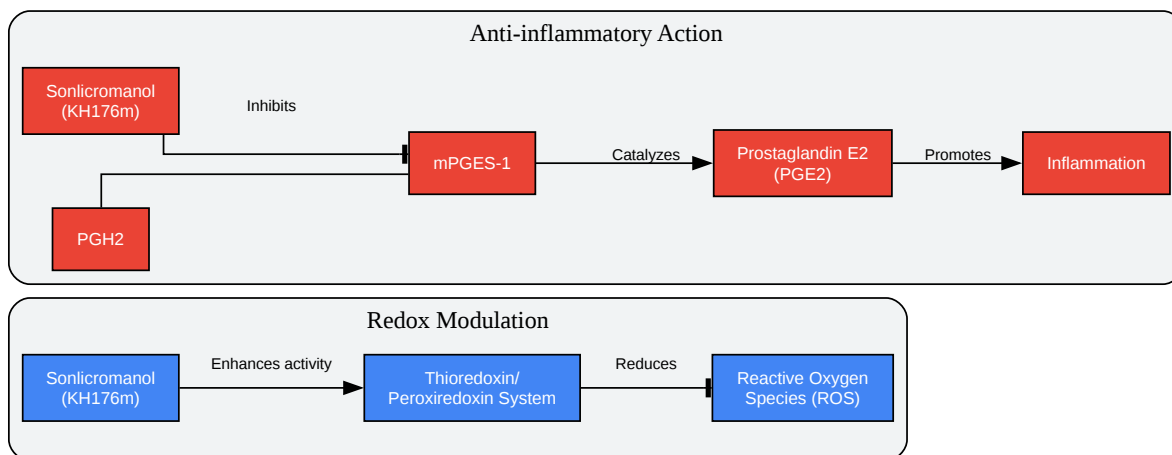 Anti-inflammatory Action
Sonlicromanol
(KH176m)
Inhibits
mPGES-1
Catalyzes
Prostaglandin E2
(PGE2)
Promotes
Inflammation
PGH2
Redox Modulation
Sonlicromanol
(KH176m)
Enhances activity
Thioredoxin/
Peroxiredoxin System
Reduces
Reactive Oxygen
Species (ROS)